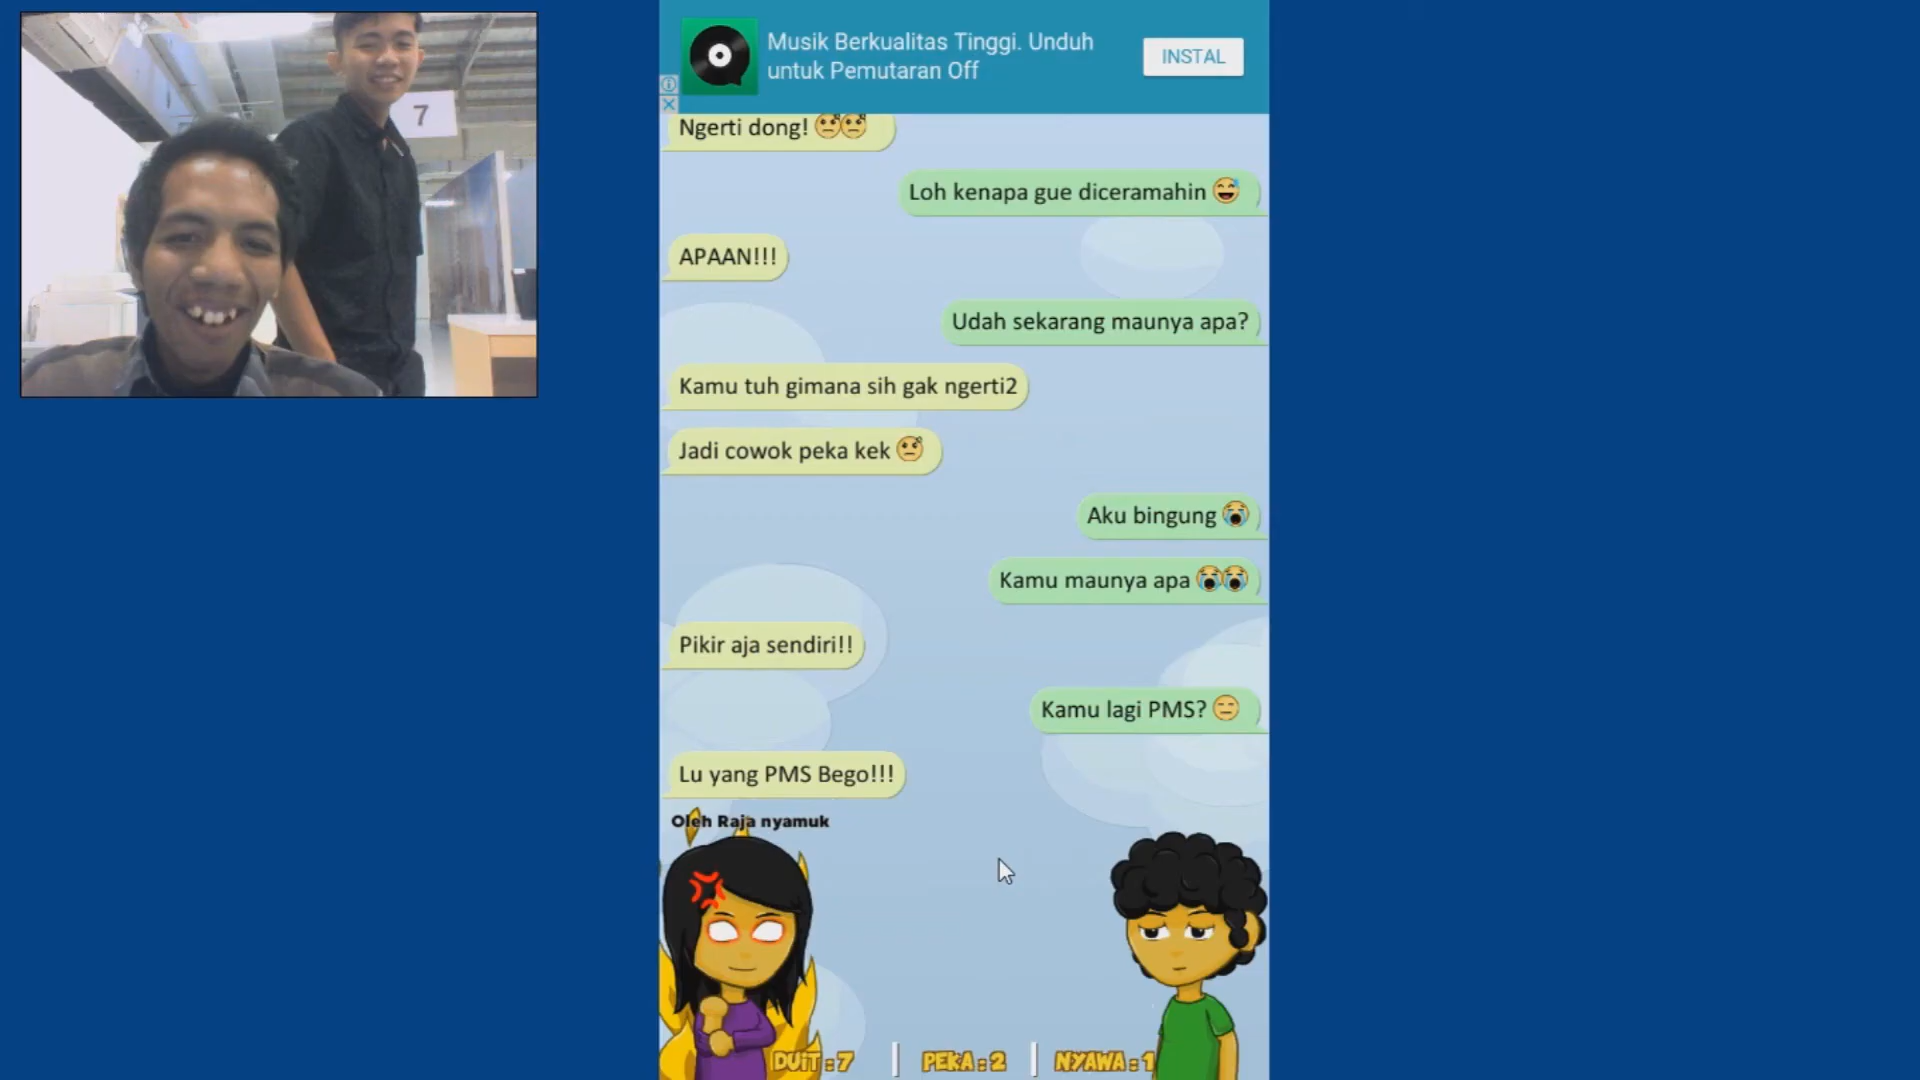 7
Musik Berkualitas Tinggi. Unduh
untuk Pemutaran Off
INSTAL
Ngerti dong!
Loh kenapa gue diceramahin
APAAN!!!
Udah sekarang maunya apa?
Kamu tuh gimana sih gak ngerti2
Jadi cowok peka kek
Aku bingung
Kamu maunya apa
Pikir aja sendiri!!
Kamu lagi PMS?
Lu yang PMS Bego!!!
Oleh Raja nyamuk
DUIT : 7 | PEKA : 2 | NYAWA : 1